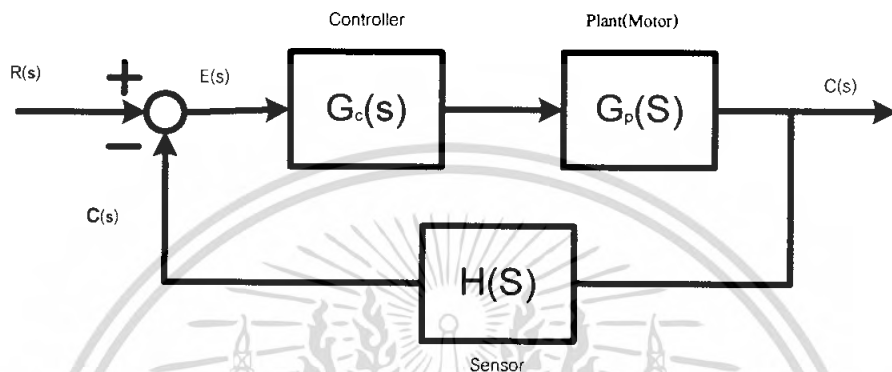 Controller
Plant(Motor)
R(s)
+
E(s)
Gc(s)
Gp(S)
C(s)
−
C(s)
H(S)
Sensor